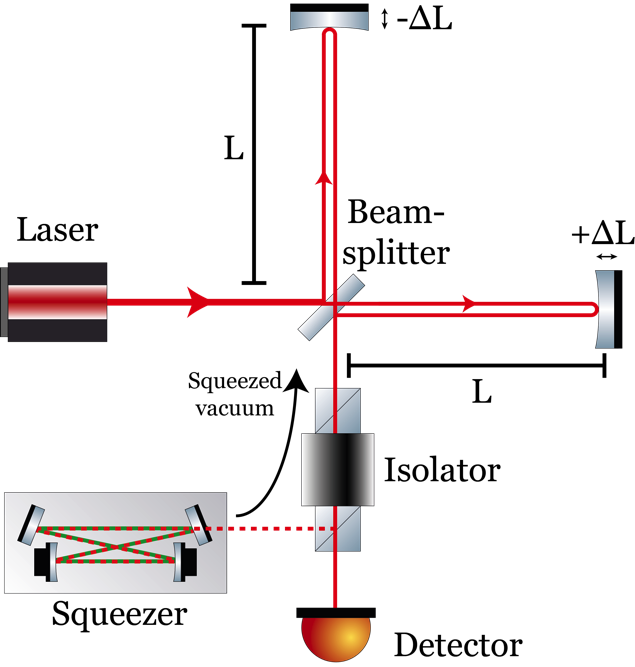 -ΔL
L
Laser
Beam-
splitter
+ΔL
L
Squeezed
vacuum
Isolator
Squeezer
Detector